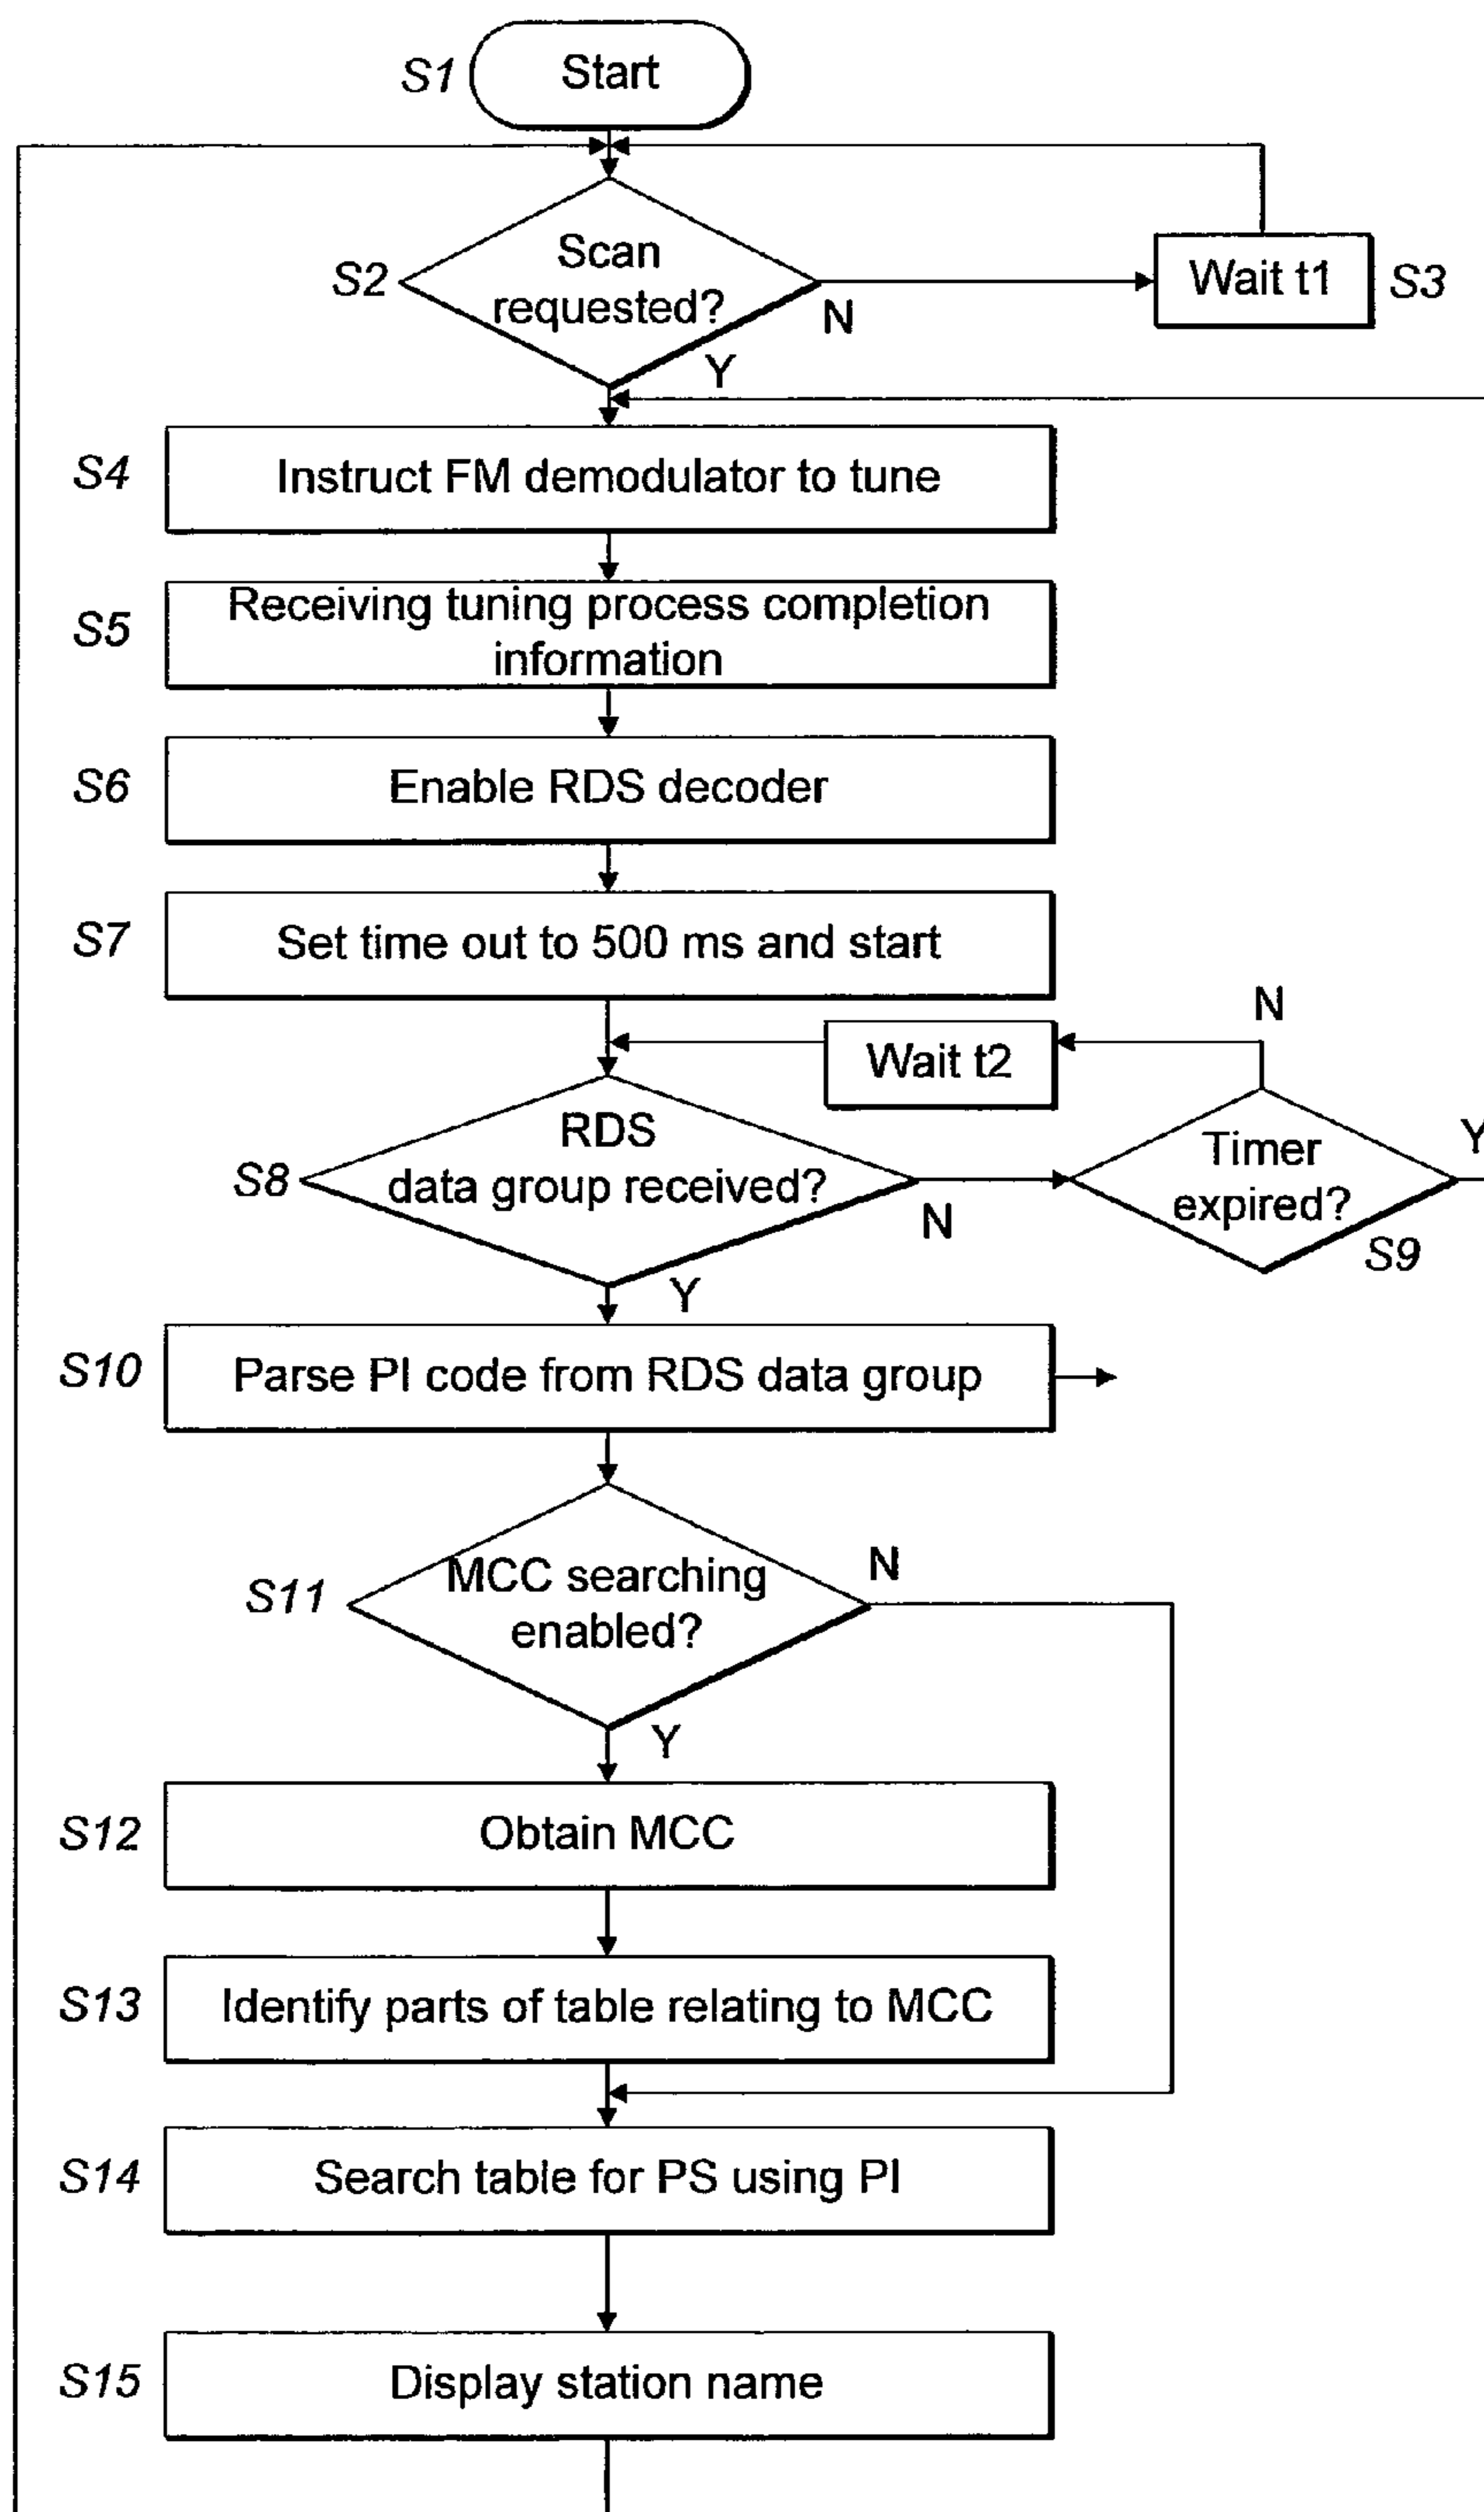 S1 Start
S2 Scan
requested?
N
Wait t1 S3
Y
S4 Instruct FM demodulator to tune
S5 Receiving tuning process completion
information
S6 Enable RDS decoder
S7 Set time out to 500 ms and start
N
Wait t2
S8 RDS
data group received?
N
Timer
expired?
Y
S9
Y
S10 Parse PI code from RDS data group
S11 MCC searching
enabled?
N
Y
S12 Obtain MCC
S13 Identify parts of table relating to MCC
S14 Search table for PS using PI
S15 Display station name